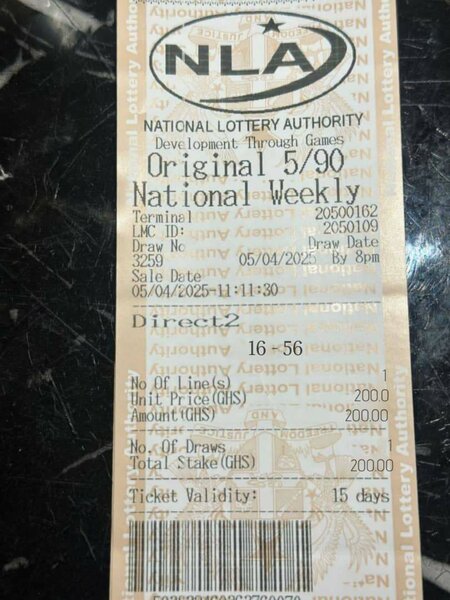 NLA
NATIONAL LOTTERY AUTHORITY
Development Through Games
Original 5/90
National Weekly
Terminal 20500162
LMC ID: 2050109
Draw No Draw Date
3259 05/04/2025 By 8pm
Sale Date
05/04/2025-11:11:30
Direct2
16-56
No Of Line(s) 1
Unit Price(GHS) 200.0
Amount(GHS) 200.00
No. Of Draws 1
Total Stake(GHS) 200.00
Ticket Validity: 15 days